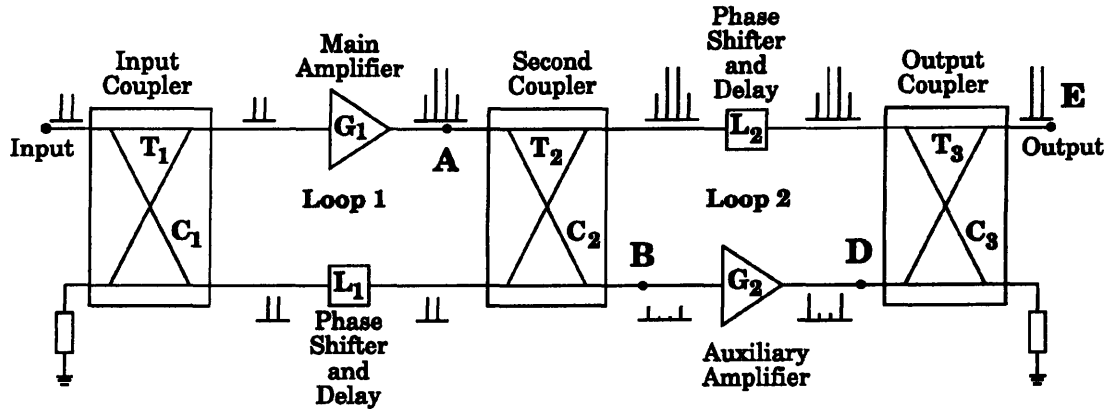 Input
Coupler
Main
Amplifier
Second
Coupler
Phase
Shifter
and
Delay
Output
Coupler
E
Input
T1
G1
A
T2
L2
T3
Output
Loop 1
Loop 2
C1
C2
C3
B
D
L1
G2
Phase
Shifter
and
Delay
Auxiliary
Amplifier